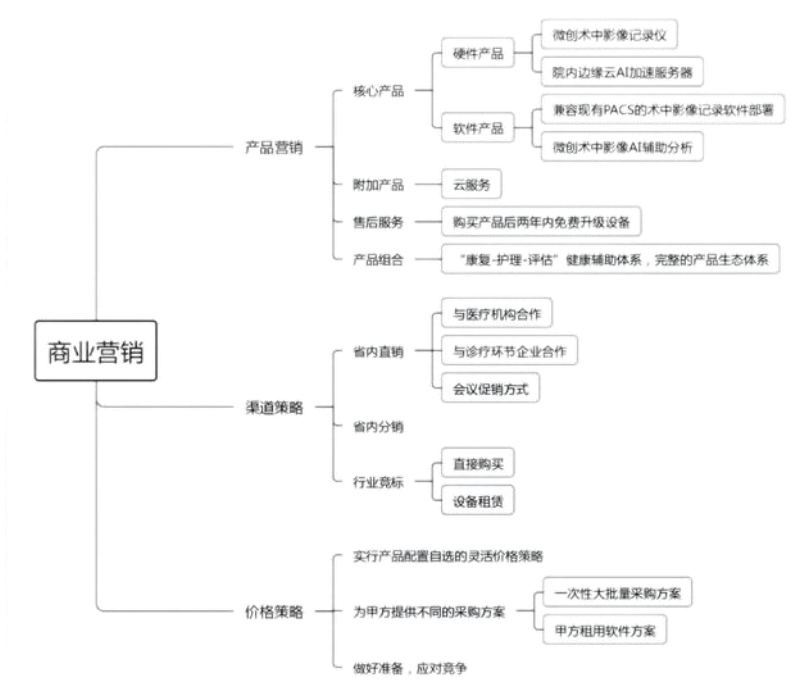 商业营销
产品营销
核心产品
硬件产品
微创术中影像记录仪
院内边缘云AI加速服务器
软件产品
兼容现有PACS的术中影像记录软件部署
微创术中影像AI辅助分析
附加产品
云服务
售后服务
购买产品后两年内免费升级设备
产品组合
“康复-护理-评估”健康辅助体系，完整的产品生态体系
渠道策略
省内直销
与医疗机构合作
与诊疗环节企业合作
会议促销方式
省内分销
行业竞标
直接购买
设备租赁
价格策略
实行产品配置自选的灵活价格策略
为甲方提供不同的采购方案
一次性大批量采购方案
甲方租用软件方案
做好准备，应对竞争